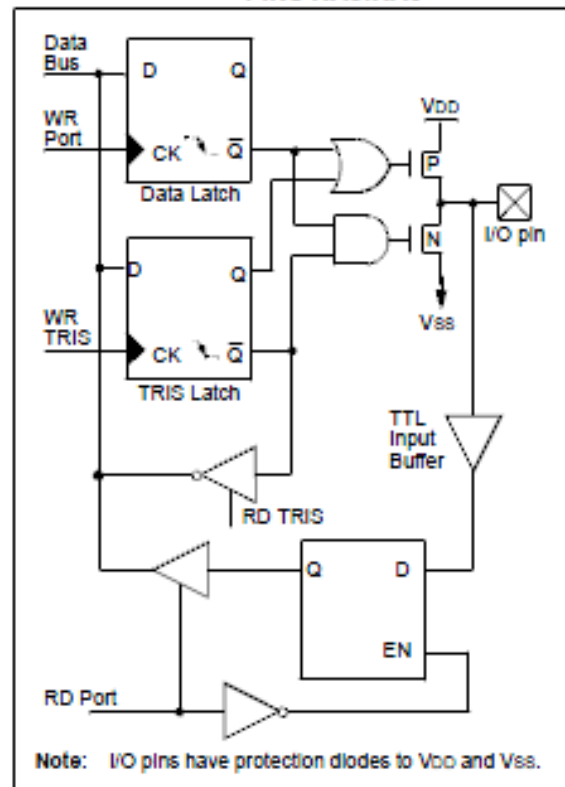 Data
Bus
D
Q
VDD
WR
Port
CK
Q
P
Data Latch
I/O pin
N
D
Q
WR
TRIS
VSS
CK
Q
TRIS Latch
TTL
Input
Buffer
RD TRIS
Q
D
EN
RD Port
Note: I/O pins have protection diodes to VDD and VSS.